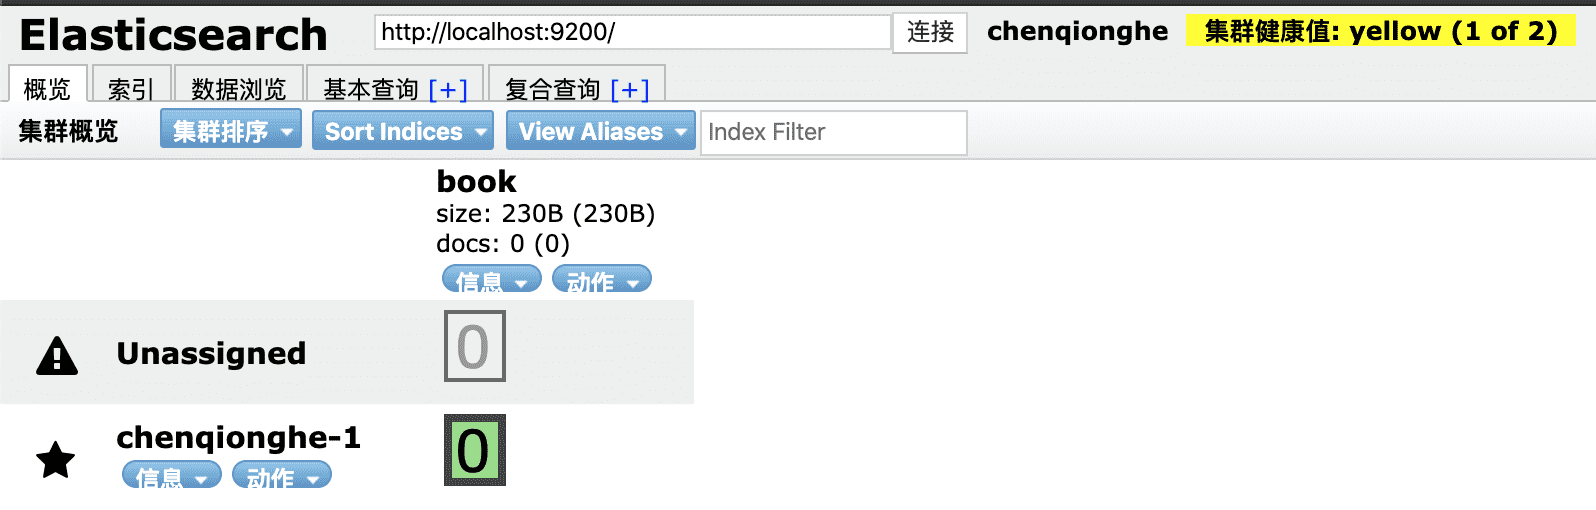 Elasticsearch http://localhost:9200/ 连接 chenqionghe 集群健康值: yellow (1 of 2)
概览 索引 数据浏览 基本查询 [+] 复合查询 [+]
集群概览 集群排序 Sort Indices View Aliases Index Filter
book
size: 230B (230B)
docs: 0 (0)
信息 动作
Unassigned 0
chenqionghe-1 0
信息 动作